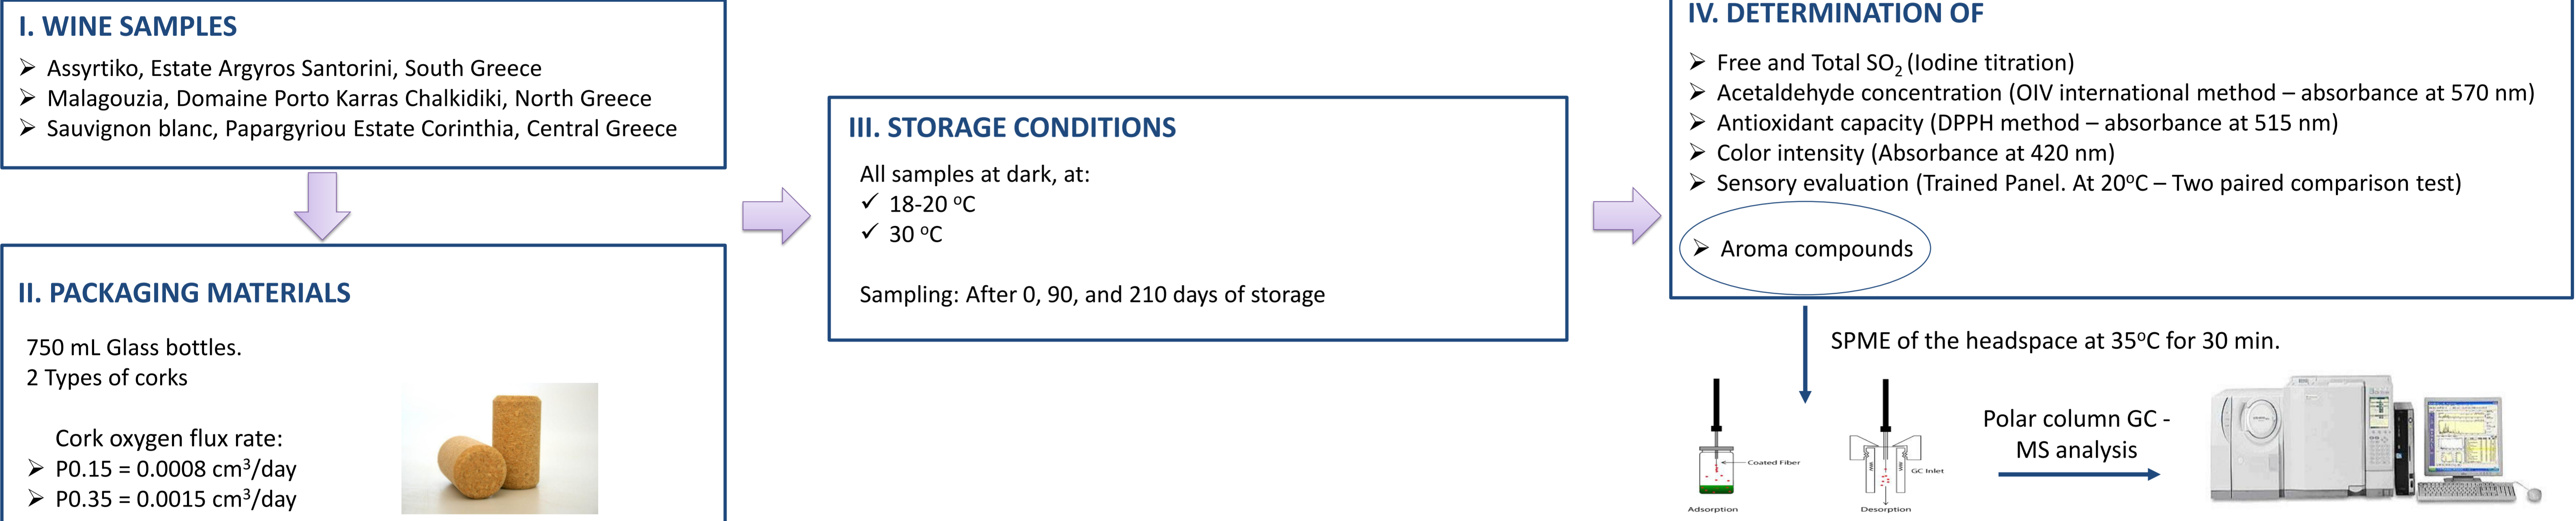 I. WINE SAMPLES
➢ Assyrtiko, Estate Argyros Santorini, South Greece
➢ Malagouzia, Domaine Porto Karras Chalkidiki, North Greece
➢ Sauvignon blanc, Papargyriou Estate Corinthia, Central Greece
II. PACKAGING MATERIALS
750 mL Glass bottles.
2 Types of corks
Cork oxygen flux rate:
➢ P0.15 = 0.0008 cm³/day
➢ P0.35 = 0.0015 cm³/day
III. STORAGE CONDITIONS
All samples at dark, at:
✓ 18-20 ᵒC
✓ 30 ᵒC
Sampling: After 0, 90, and 210 days of storage
IV. DETERMINATION OF
➢ Free and Total SO₂ (Iodine titration)
➢ Acetaldehyde concentration (OIV international method – absorbance at 570 nm)
➢ Antioxidant capacity (DPPH method – absorbance at 515 nm)
➢ Color intensity (Absorbance at 420 nm)
➢ Sensory evaluation (Trained Panel. At 20ᵒC – Two paired comparison test)
➢ Aroma compounds
SPME of the headspace at 35ᵒC for 30 min.
Coated Fiber
Adsorption
GC Inlet
Desorption
Polar column GC -
MS analysis